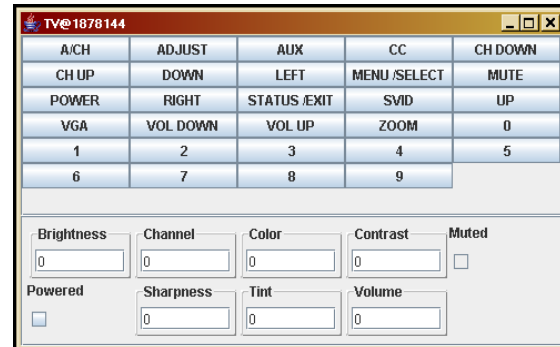 TV@1878144
A/CH ADJUST AUX CC CH DOWN
CH UP DOWN LEFT MENU /SELECT MUTE
POWER RIGHT STATUS /EXIT SVID UP
VGA VOL DOWN VOL UP ZOOM 0
1 2 3 4 5
6 7 8 9
Brightness Channel Color Contrast Muted
0 0 0 0
Powered Sharpness Tint Volume
0 0 0